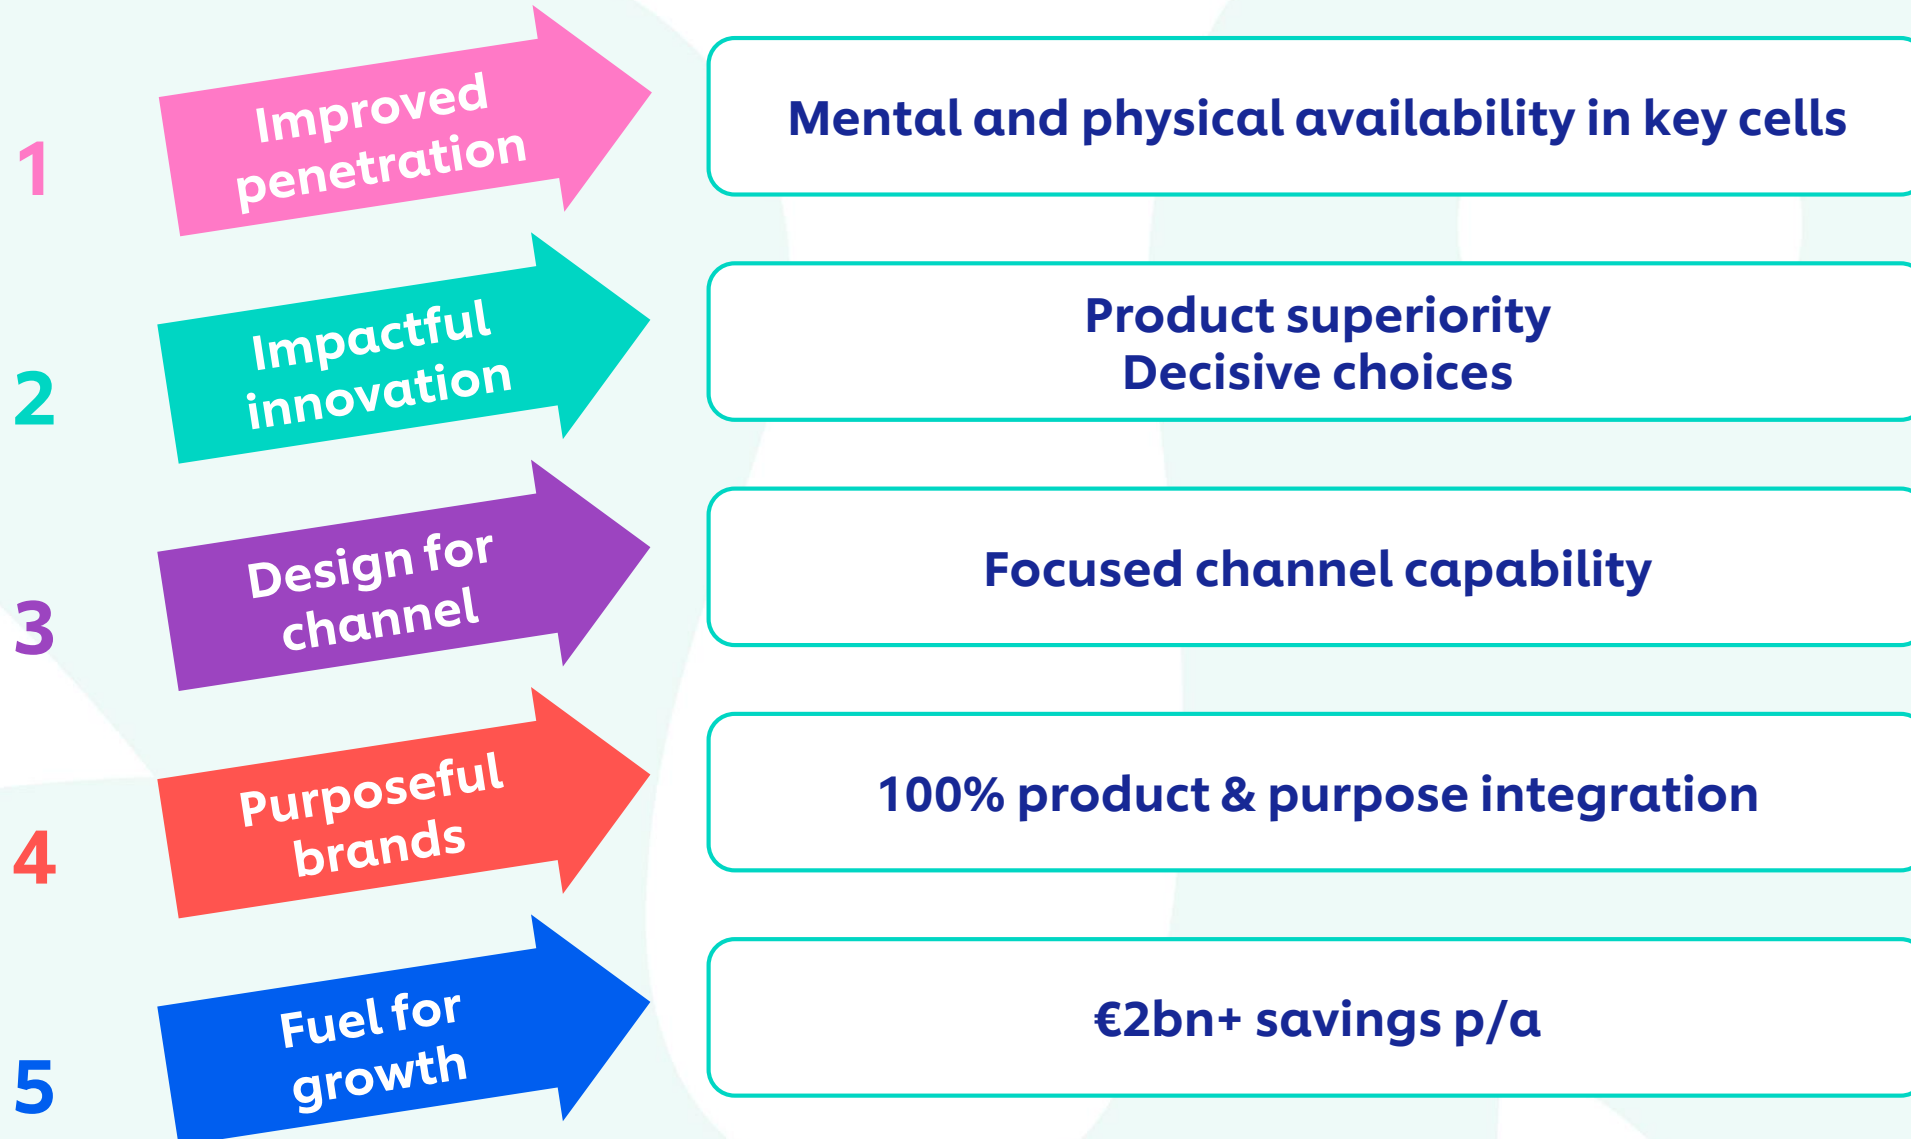 1
Improved
penetration
Mental and physical availability in key cells
2
Impactful
innovation
Product superiority
Decisive choices
3
Design for
channel
Focused channel capability
4
Purposeful
brands
100% product & purpose integration
5
Fuel for
growth
€2bn+ savings p/a